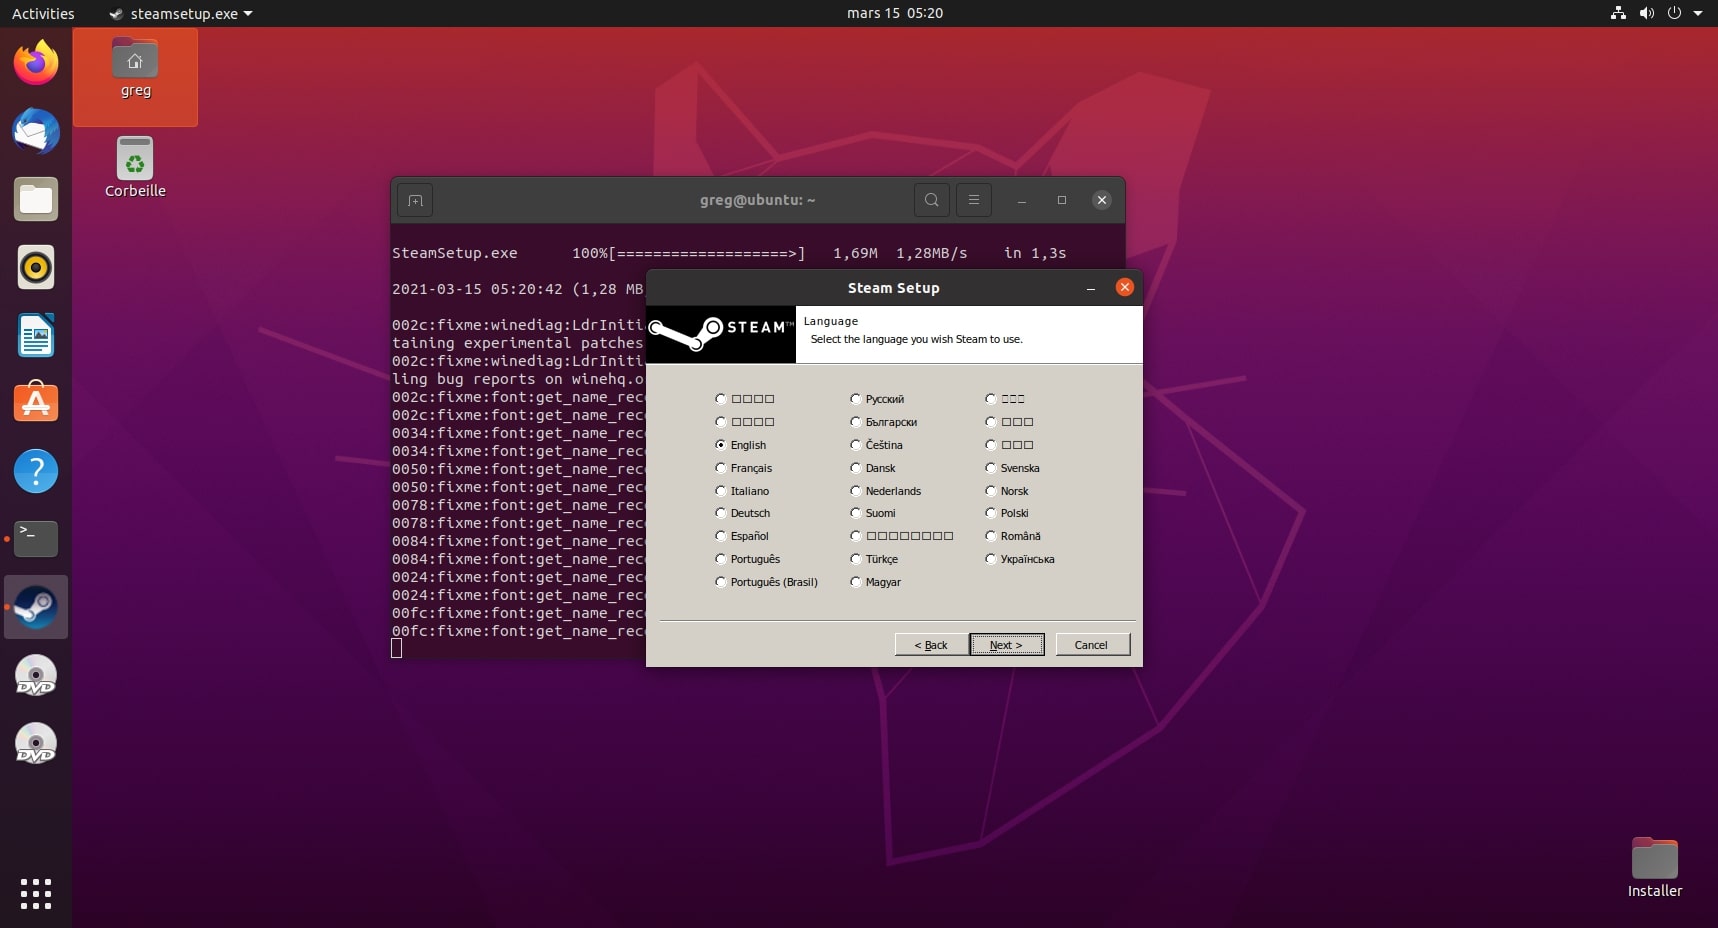 Activities
steamsetup.exe
mars 15 05:20
greg
Corbeille
greg@ubuntu: ~
SteamSetup.exe 100%[===================>] 1,69M 1,28MB/s in 1,3s
2021-03-15 05:20:42 (1,28 MB
002c:fixme:winediag:LdrIniti
taining experimental patches
002c:fixme:winediag:LdrIniti
ling bug reports on winehq.o
002c:fixme:font:get_name_rec
002c:fixme:font:get_name_rec
0034:fixme:font:get_name_rec
0034:fixme:font:get_name_rec
0050:fixme:font:get_name_rec
0050:fixme:font:get_name_rec
0078:fixme:font:get_name_rec
0078:fixme:font:get_name_rec
0084:fixme:font:get_name_rec
0084:fixme:font:get_name_rec
0024:fixme:font:get_name_rec
0024:fixme:font:get_name_rec
00fc:fixme:font:get_name_rec
00fc:fixme:font:get_name_rec
Steam Setup
STEAM™
Language
Select the language you wish Steam to use.
English
Français
Italiano
Deutsch
Español
Português
Português (Brasil)
Русский
Български
Čeština
Dansk
Nederlands
Suomi
Türkçe
Magyar
Svenska
Norsk
Polski
Română
Українська
< Back
Next >
Cancel
DVD
DVD
Installer